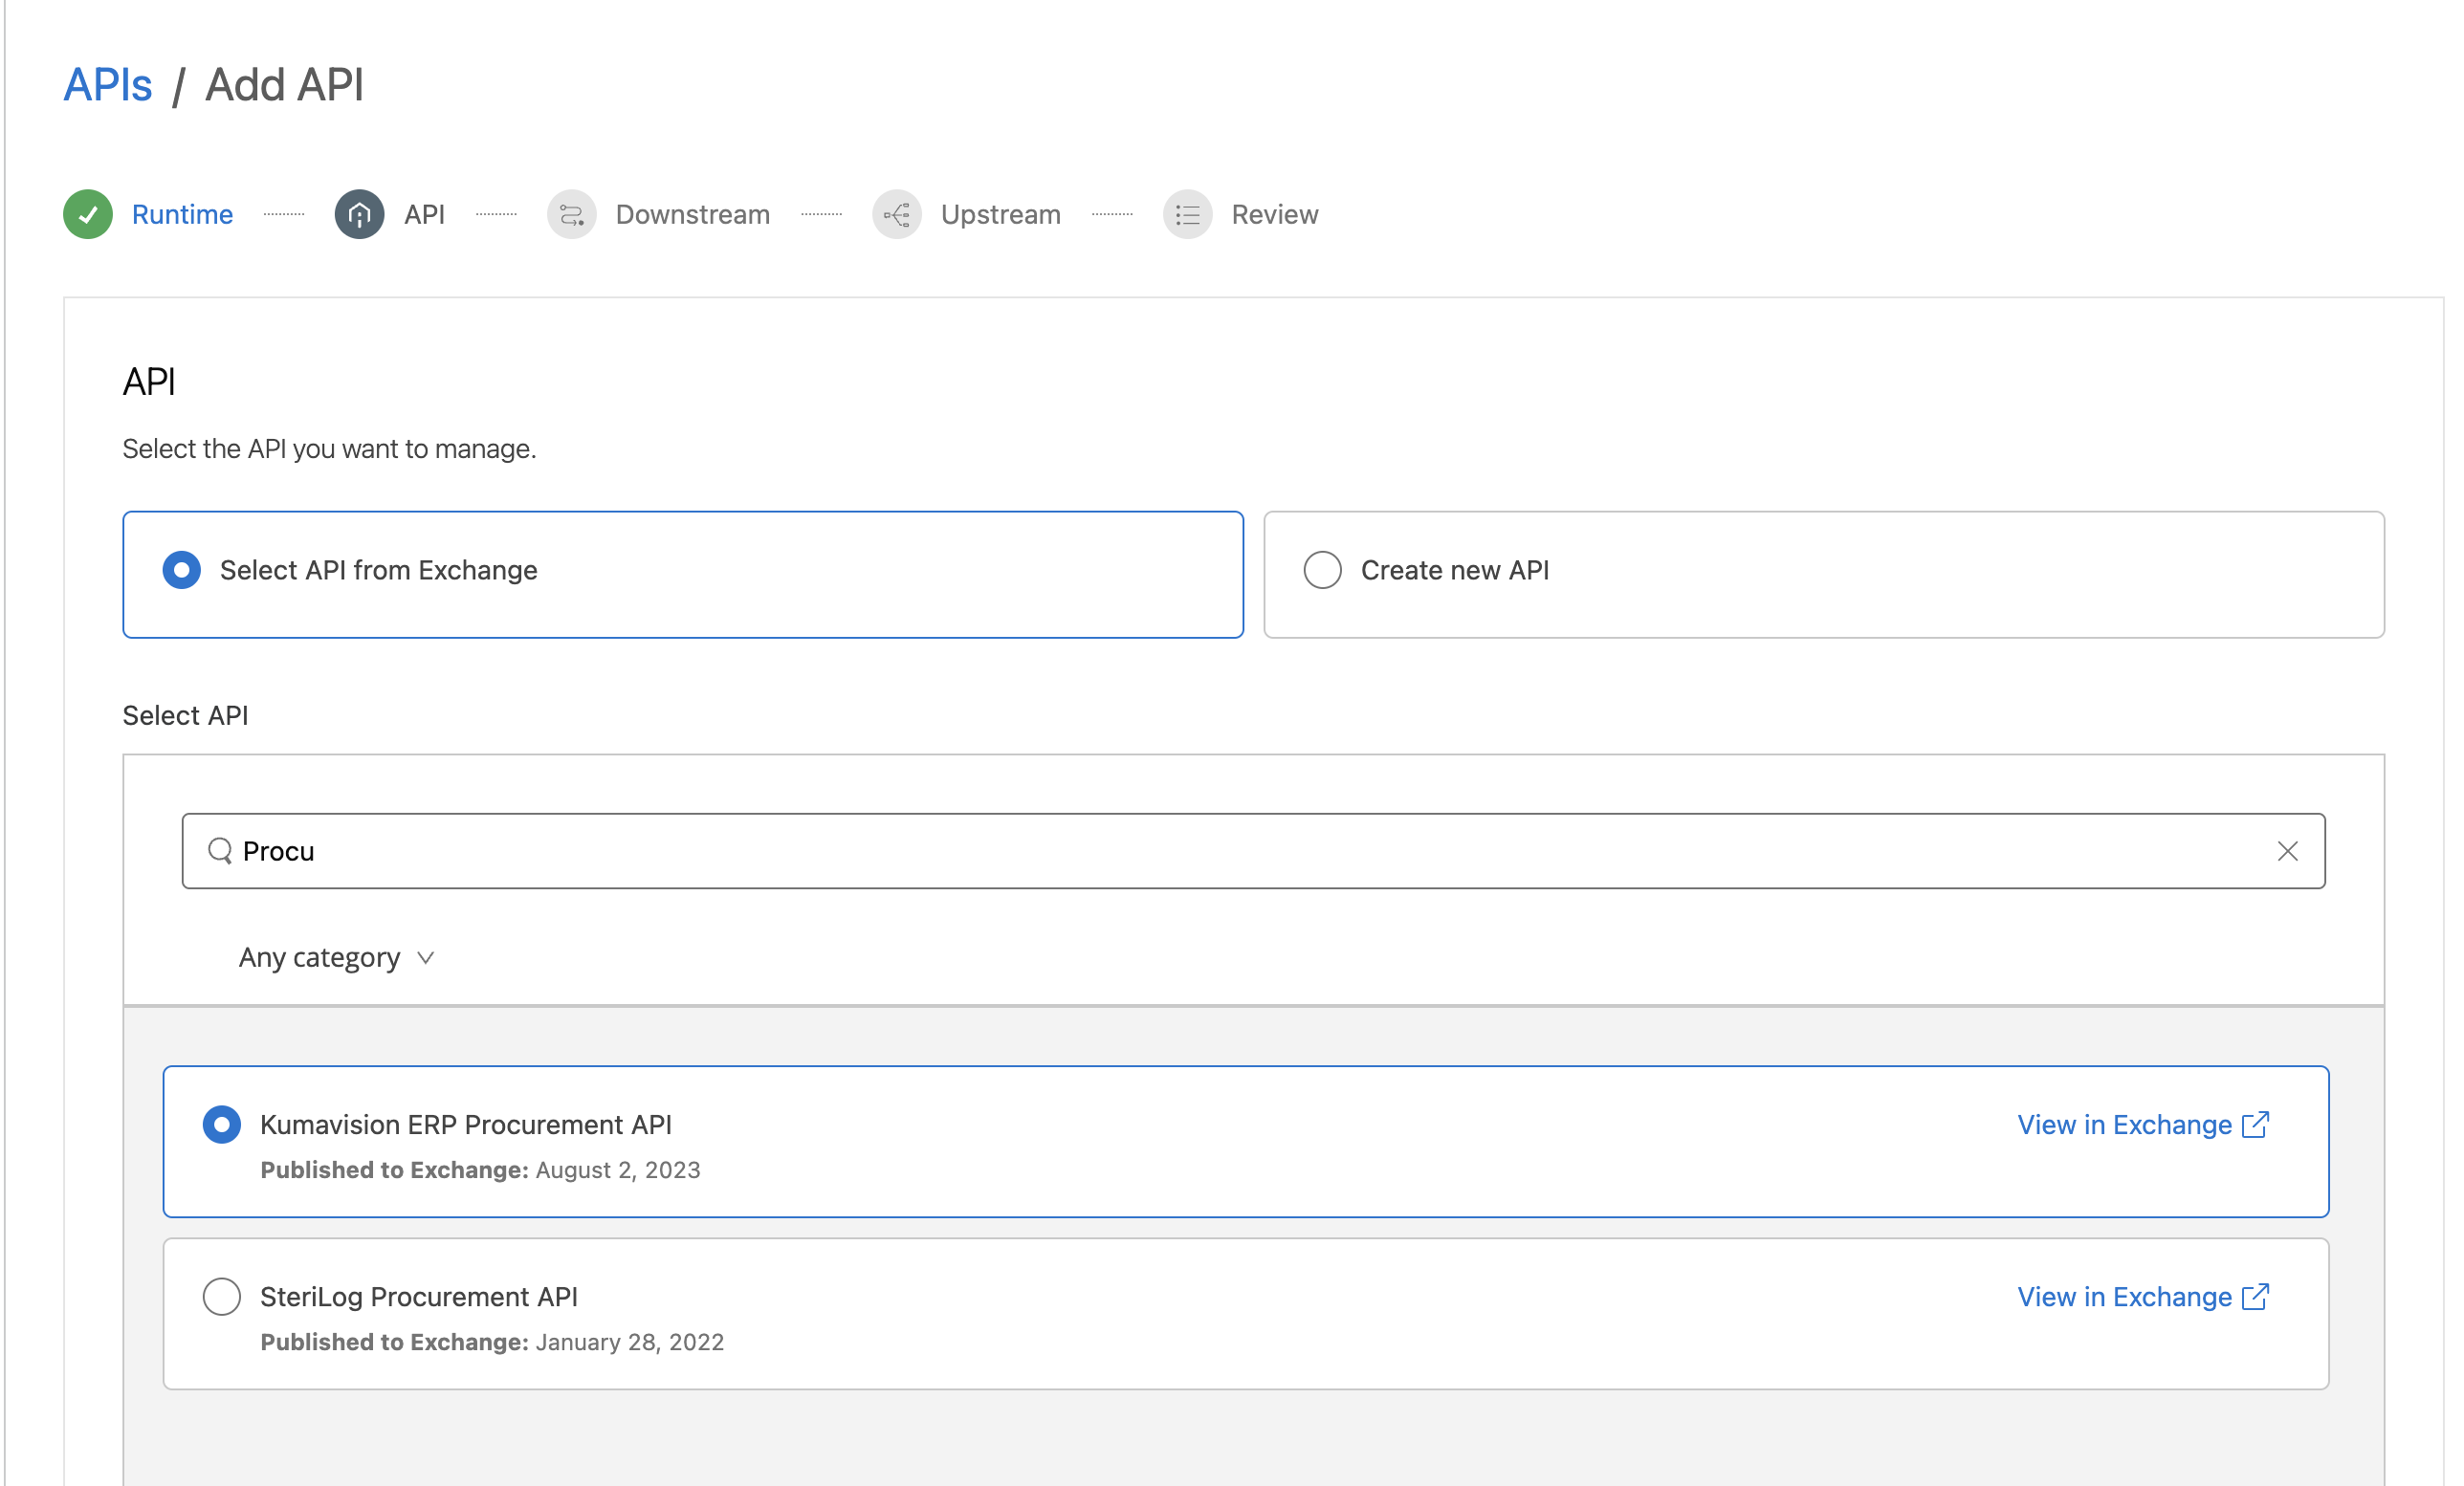 APIs / Add API
Runtime API Downstream Upstream Review
API
Select the API you want to manage.
Select API from Exchange Create new API
Select API
Procu
Any category
Kumavision ERP Procurement API View in Exchange
Published to Exchange: August 2, 2023
SteriLog Procurement API View in Exchange
Published to Exchange: January 28, 2022